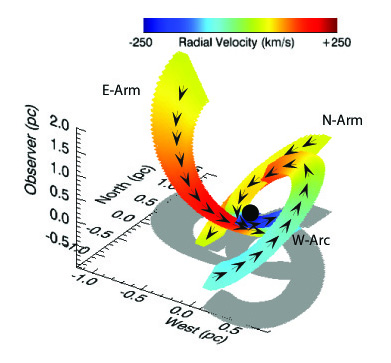 -250 Radial Velocity (km/s) +250
E-Arm
N-Arm
W-Arc
Observer (pc)
2.0
1.5
1.0
0.5
0.0
-0.5
North (pc)
1.5
1.0
0.5
0.0
-0.5
-1.0
-1.0
-0.5
0.0
0.5
West (pc)